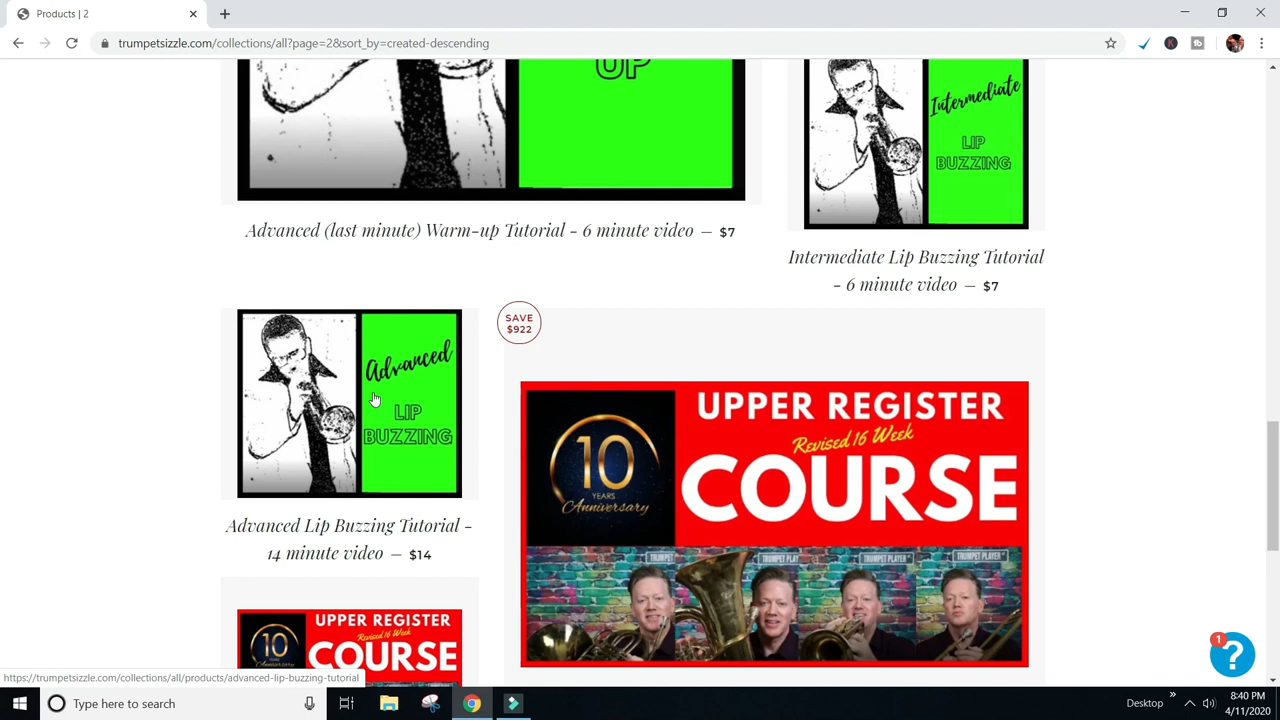 Products | 2
trumpetsizzle.com/collections/all?page=2&sort_by=created-descending
UP
Intermediate
LIP
BUZZING
Advanced (last minute) Warm-up Tutorial - 6 minute video — $7
Intermediate Lip Buzzing Tutorial
- 6 minute video — $7
SAVE
$922
Advanced
LIP
BUZZING
Advanced Lip Buzzing Tutorial -
14 minute video — $14
10
YEARS
Anniversary
UPPER REGISTER
Revised 16 Week
COURSE
TRUMPET
TRUMPET PLAYER
TRUMPET PLAYER
10
UPPER REGISTER
Revised 16 Week
COURSE
1
?
https://trumpetsizzle.com/collections/all/products/advanced-lip-buzzing-tutorial
Type here to search
Desktop
8:40 PM
4/11/2020